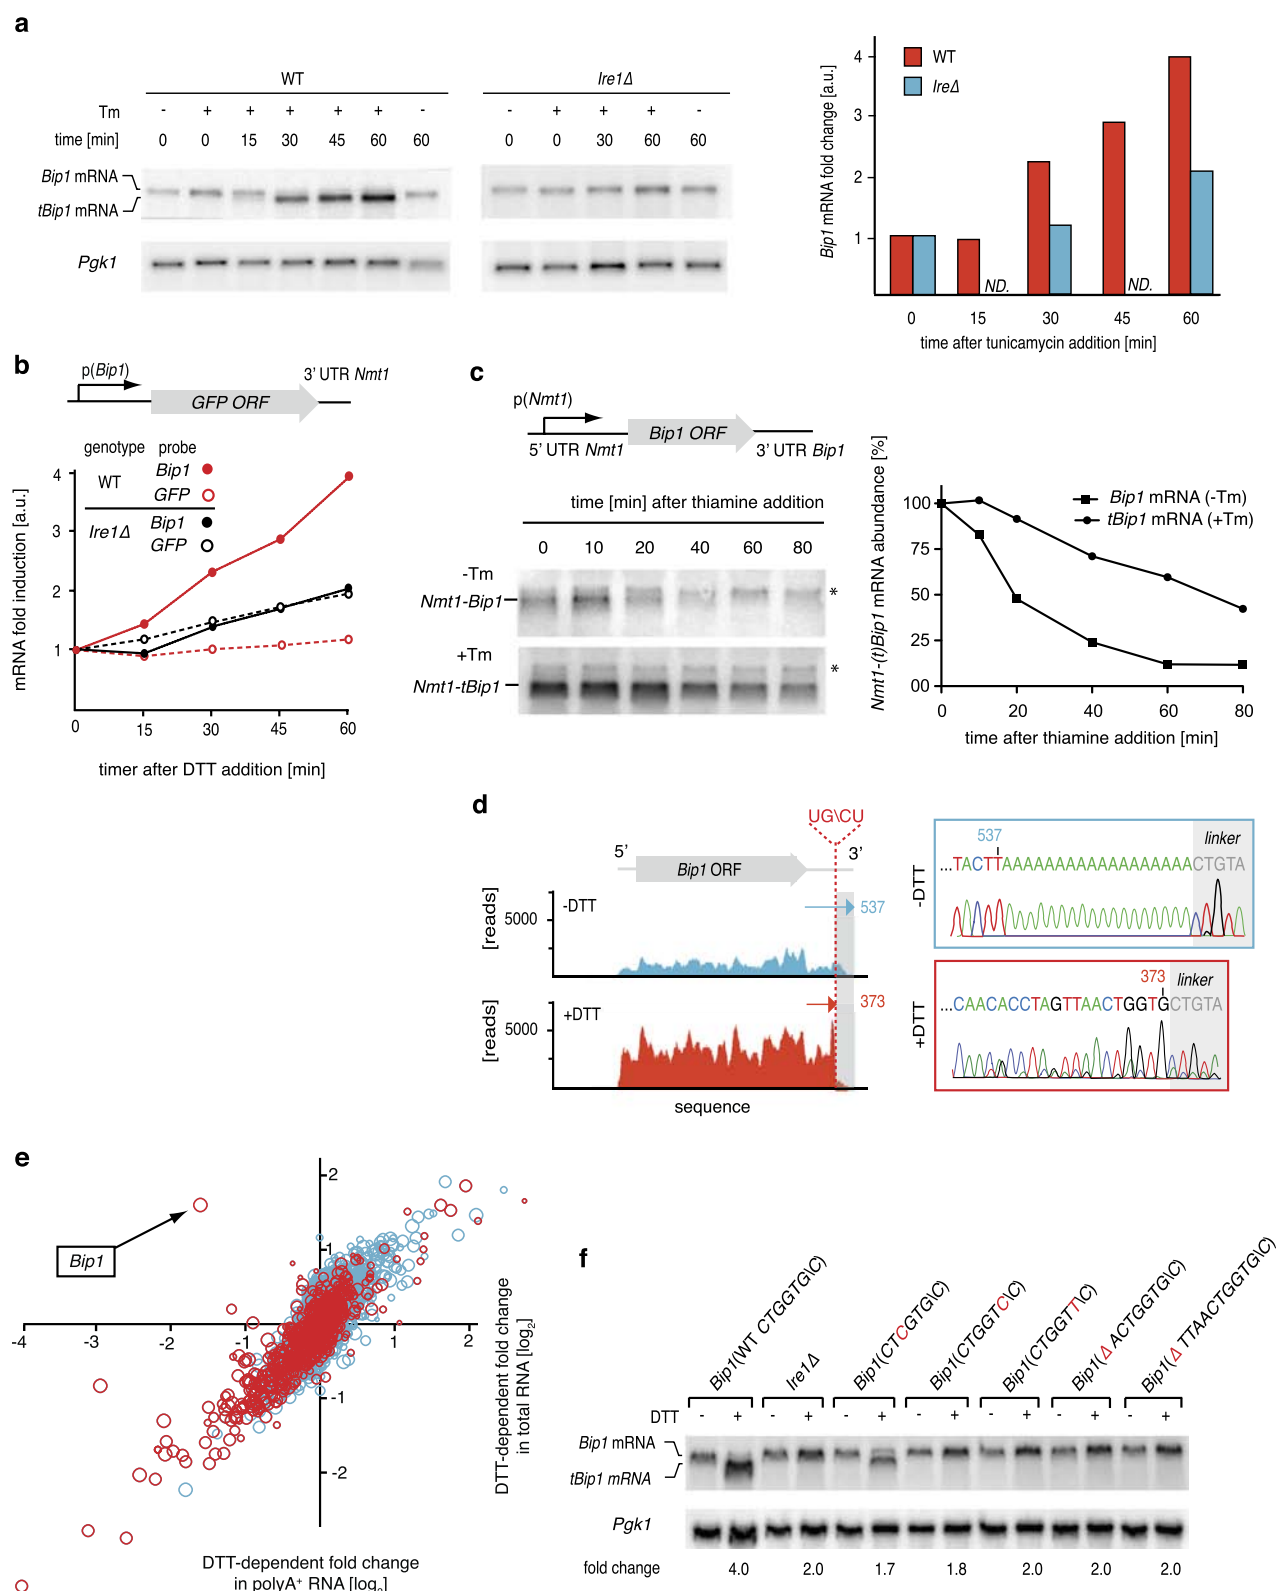 a
WT
Ire1Δ
Tm - + + + + + - - + + + -
time [min] 0 0 15 30 45 60 60 0 0 30 60 60
Bip1 mRNA
tBip1 mRNA
Pgk1
Bip1 mRNA fold change [a.u.]
4
3
2
1
WT
IreΔ
ND.
ND.
0 15 30 45 60
time after tunicamycin addition [min]
b
p(Bip1)
3' UTR Nmt1
GFP ORF
genotype probe
WT
Bip1
GFP
Ire1Δ
Bip1
GFP
mRNA fold induction [a.u.]
4
3
2
1
0 15 30 45 60
timer after DTT addition [min]
c
p(Nmt1)
Bip1 ORF
5' UTR Nmt1
3' UTR Bip1
time [min] after thiamine addition
0 10 20 40 60 80
-Tm
Nmt1-Bip1
*
+Tm
*
Nmt1-tBip1
Nmt1-(t)Bip1 mRNA abundance [%]
100
75
50
25
00
Bip1 mRNA (-Tm)
tBip1 mRNA (+Tm)
0 20 40 60 80
time after thiamine addition [min]
d
UG\CU
5'
3'
Bip1 ORF
[reads]
5000
-DTT
537
[reads]
5000
+DTT
373
sequence
-DTT
537
linker
...TACTTAAAAAAAAAAAAAAAAAACTGTA
+DTT
373
linker
...CAACACCTAGTTAACTGGTGCTGTA
e
Bip1
2
1
-4 -3 -2 -1 1 2
-1
-2
DTT-dependent fold change
in total RNA [log2]
DTT-dependent fold change
in polyA+ RNA [log2]
f
Bip1(WT CTGGTG\C)
Ire1Δ
Bip1(CTCGTG\C)
Bip1(CTGGTC\C)
Bip1(CTGGTT\C)
Bip1(Δ ACTGGTG\C)
Bip1(Δ TTAACTGGTG\C)
DTT - + - + - + - + - + - + - +
Bip1 mRNA
tBip1 mRNA
Pgk1
fold change 4.0 2.0 1.7 1.8 2.0 2.0 2.0